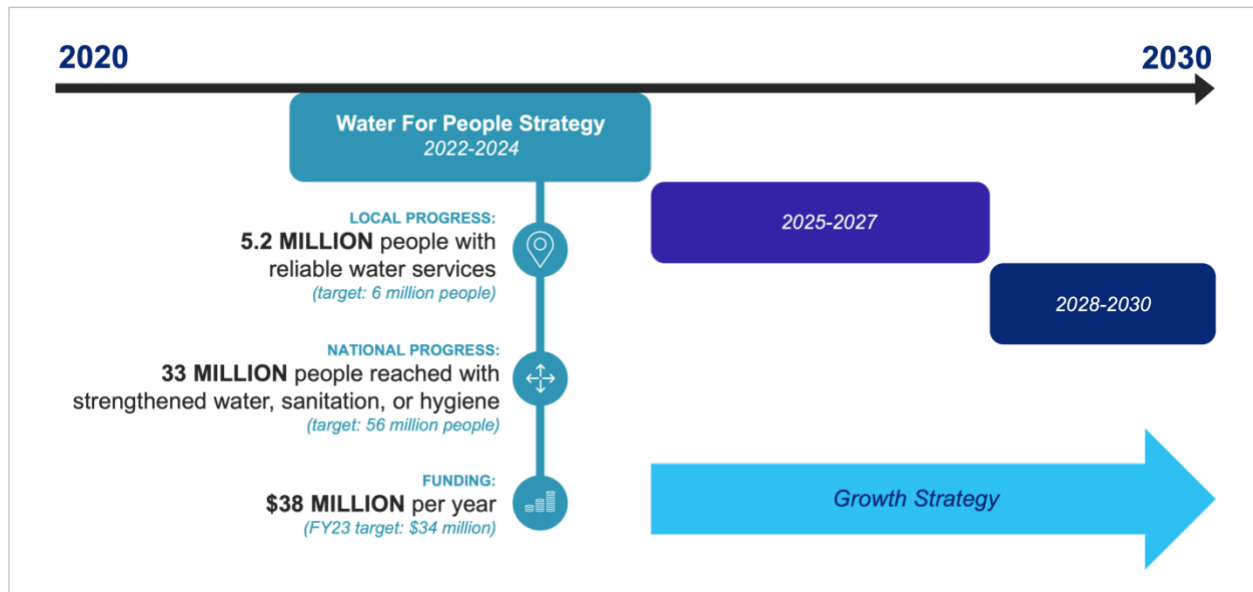 2020
2030
Water For People Strategy
2022-2024
LOCAL PROGRESS:
5.2 MILLION people with
reliable water services
(target: 6 million people)
NATIONAL PROGRESS:
33 MILLION people reached with
strengthened water, sanitation, or hygiene
(target: 56 million people)
FUNDING:
$38 MILLION per year
(FY23 target: $34 million)
2025-2027
2028-2030
Growth Strategy